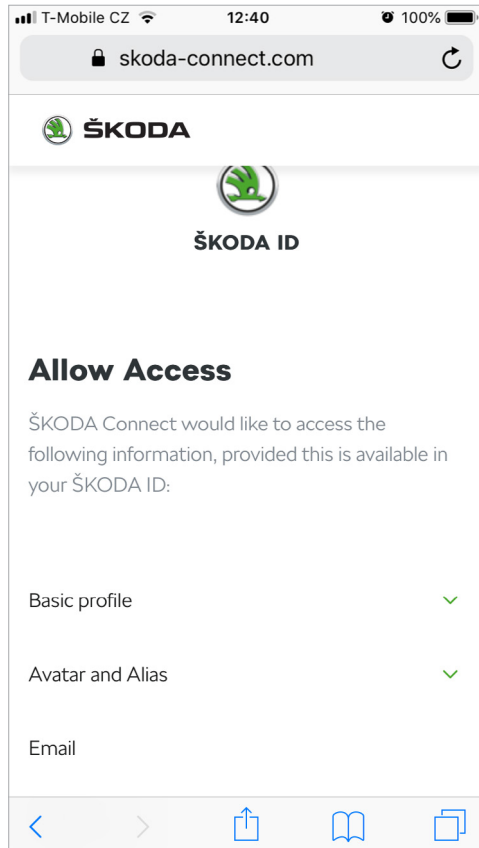 T-Mobile CZ 12:40 100%
skoda-connect.com
ŠKODA
ŠKODA ID
Allow Access
ŠKODA Connect would like to access the
following information, provided this is available in
your ŠKODA ID:
Basic profile
Avatar and Alias
Email